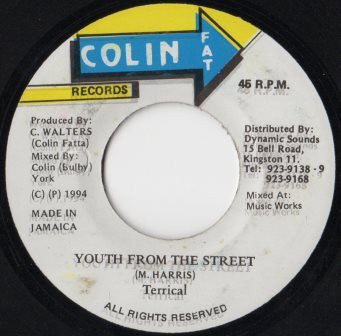 COLIN
FAT
RECORDS
45 R.P.M.
Produced By:
C. WALTERS
(Colin Fatta)
Mixed By:
Colin (Bulby)
York
(C) (P) 1994
MADE IN
JAMAICA
Distributed By:
Dynamic Sounds
15 Bell Road,
Kingston 11.
Tel: 923-9138 - 9
923-9168
Mixed At:
Music Works
YOUTH FROM THE STREET
(M. HARRIS)
Terrical
ALL RIGHTS RESERVED